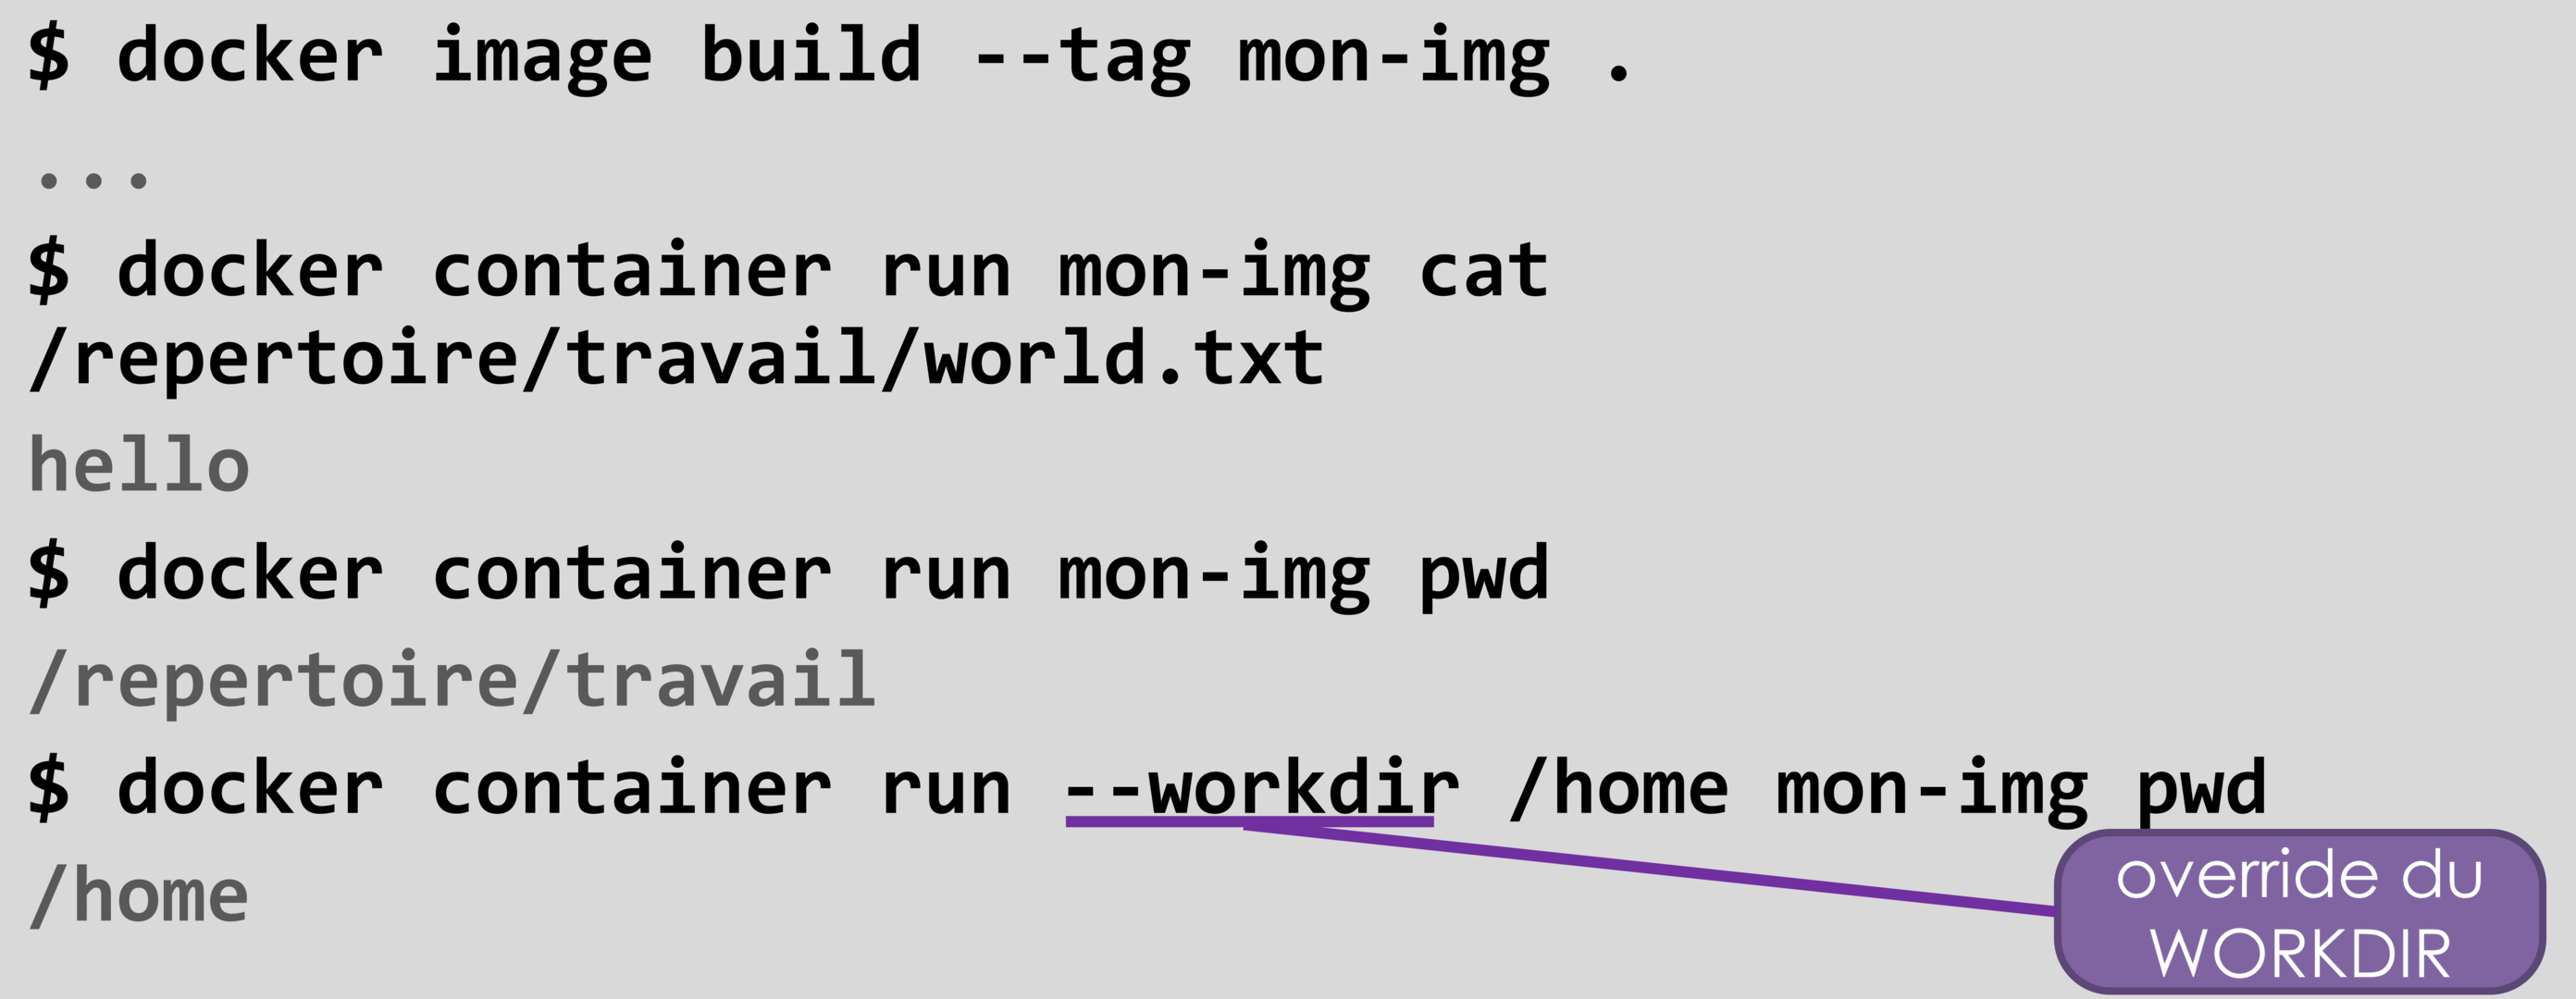 $ docker image build --tag mon-img .
...
$ docker container run mon-img cat
/repertoire/travail/world.txt
hello
$ docker container run mon-img pwd
/repertoire/travail
$ docker container run --workdir /home mon-img pwd
/home
override du
WORKDIR